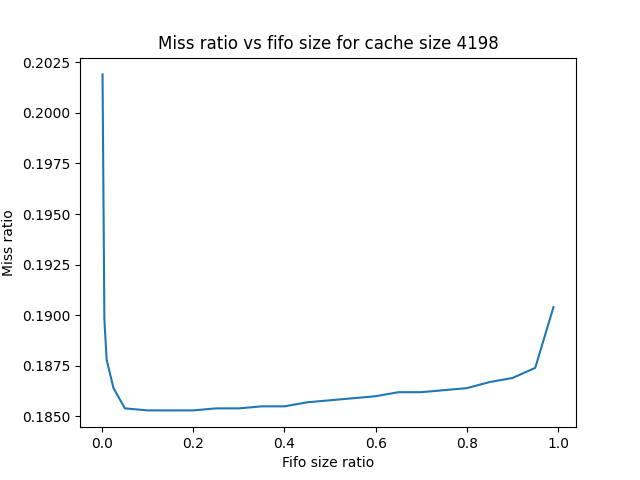 Miss ratio vs fifo size for cache size 4198
0.2025
0.2000
0.1975
0.1950
0.1925
0.1900
0.1875
0.1850
Miss ratio
0.0 0.2 0.4 0.6 0.8 1.0
Fifo size ratio